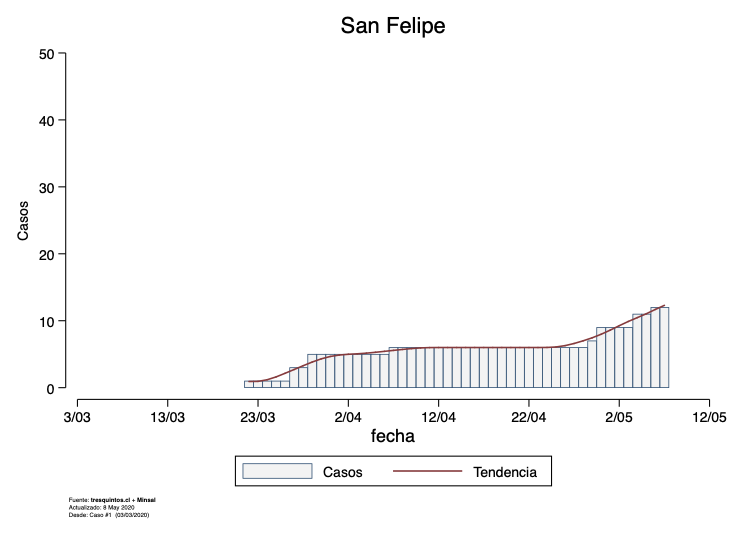 San Felipe
Casos
50
40
30
20
10
0
3/03 13/03 23/03 2/04 12/04 22/04 2/05 12/05
fecha
Casos Tendencia
Fuente: tresquintos.cl + Minsal
Actualizado: 8 May 2020
Desde: Caso #1 (03/03/2020)